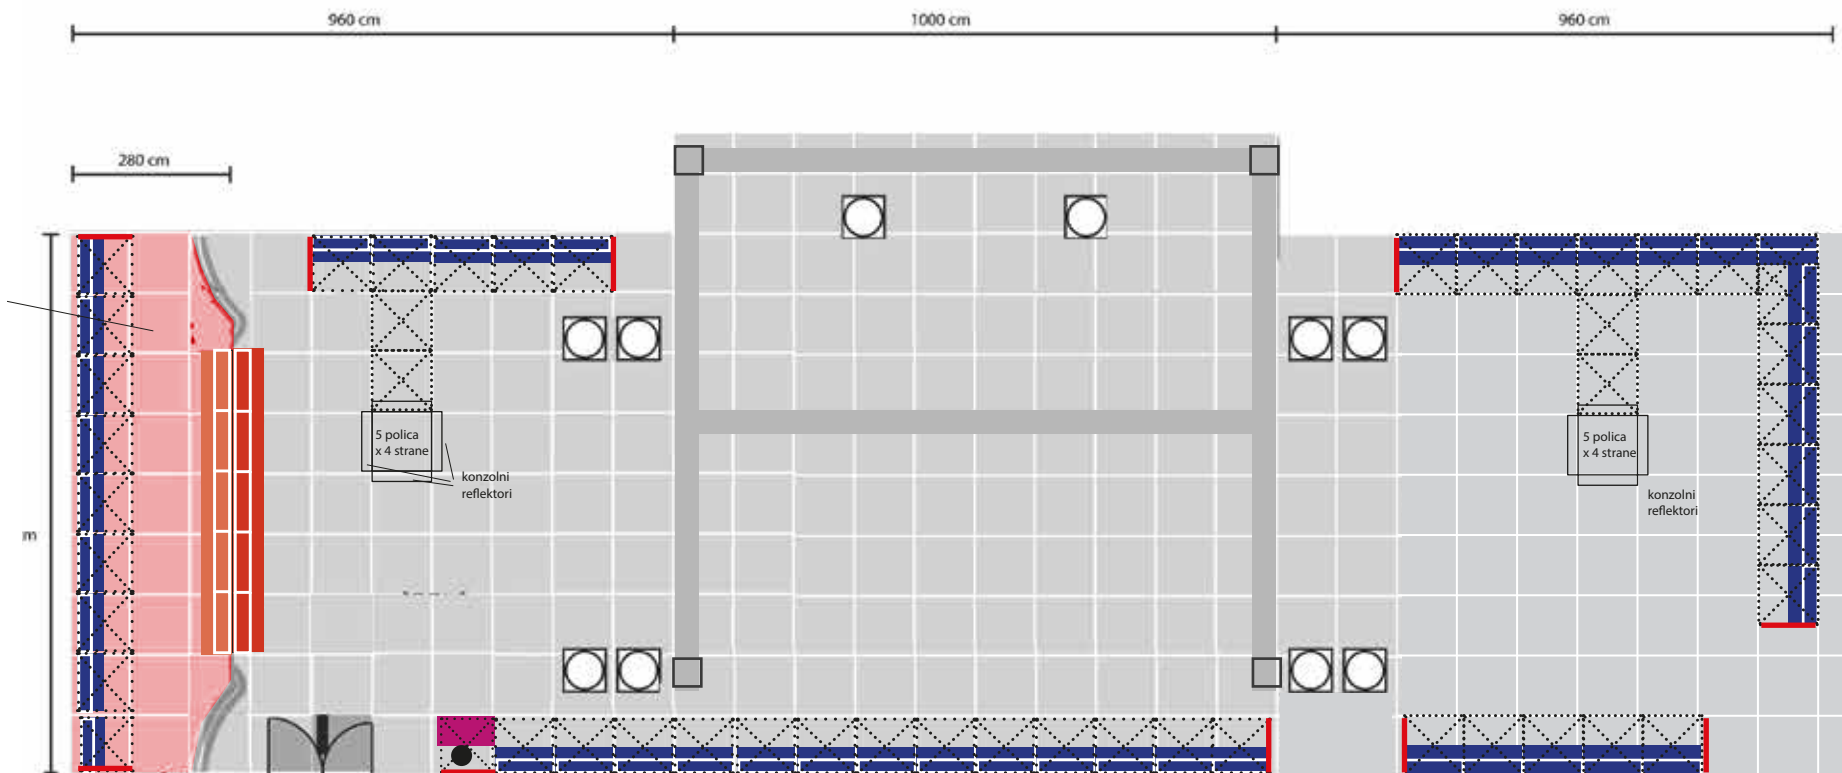 960 cm
1000 cm
960 cm
280 cm
5 polica
x 4 strane
konzolni
reflektori
5 polica
x 4 strane
konzolni
reflektori
m